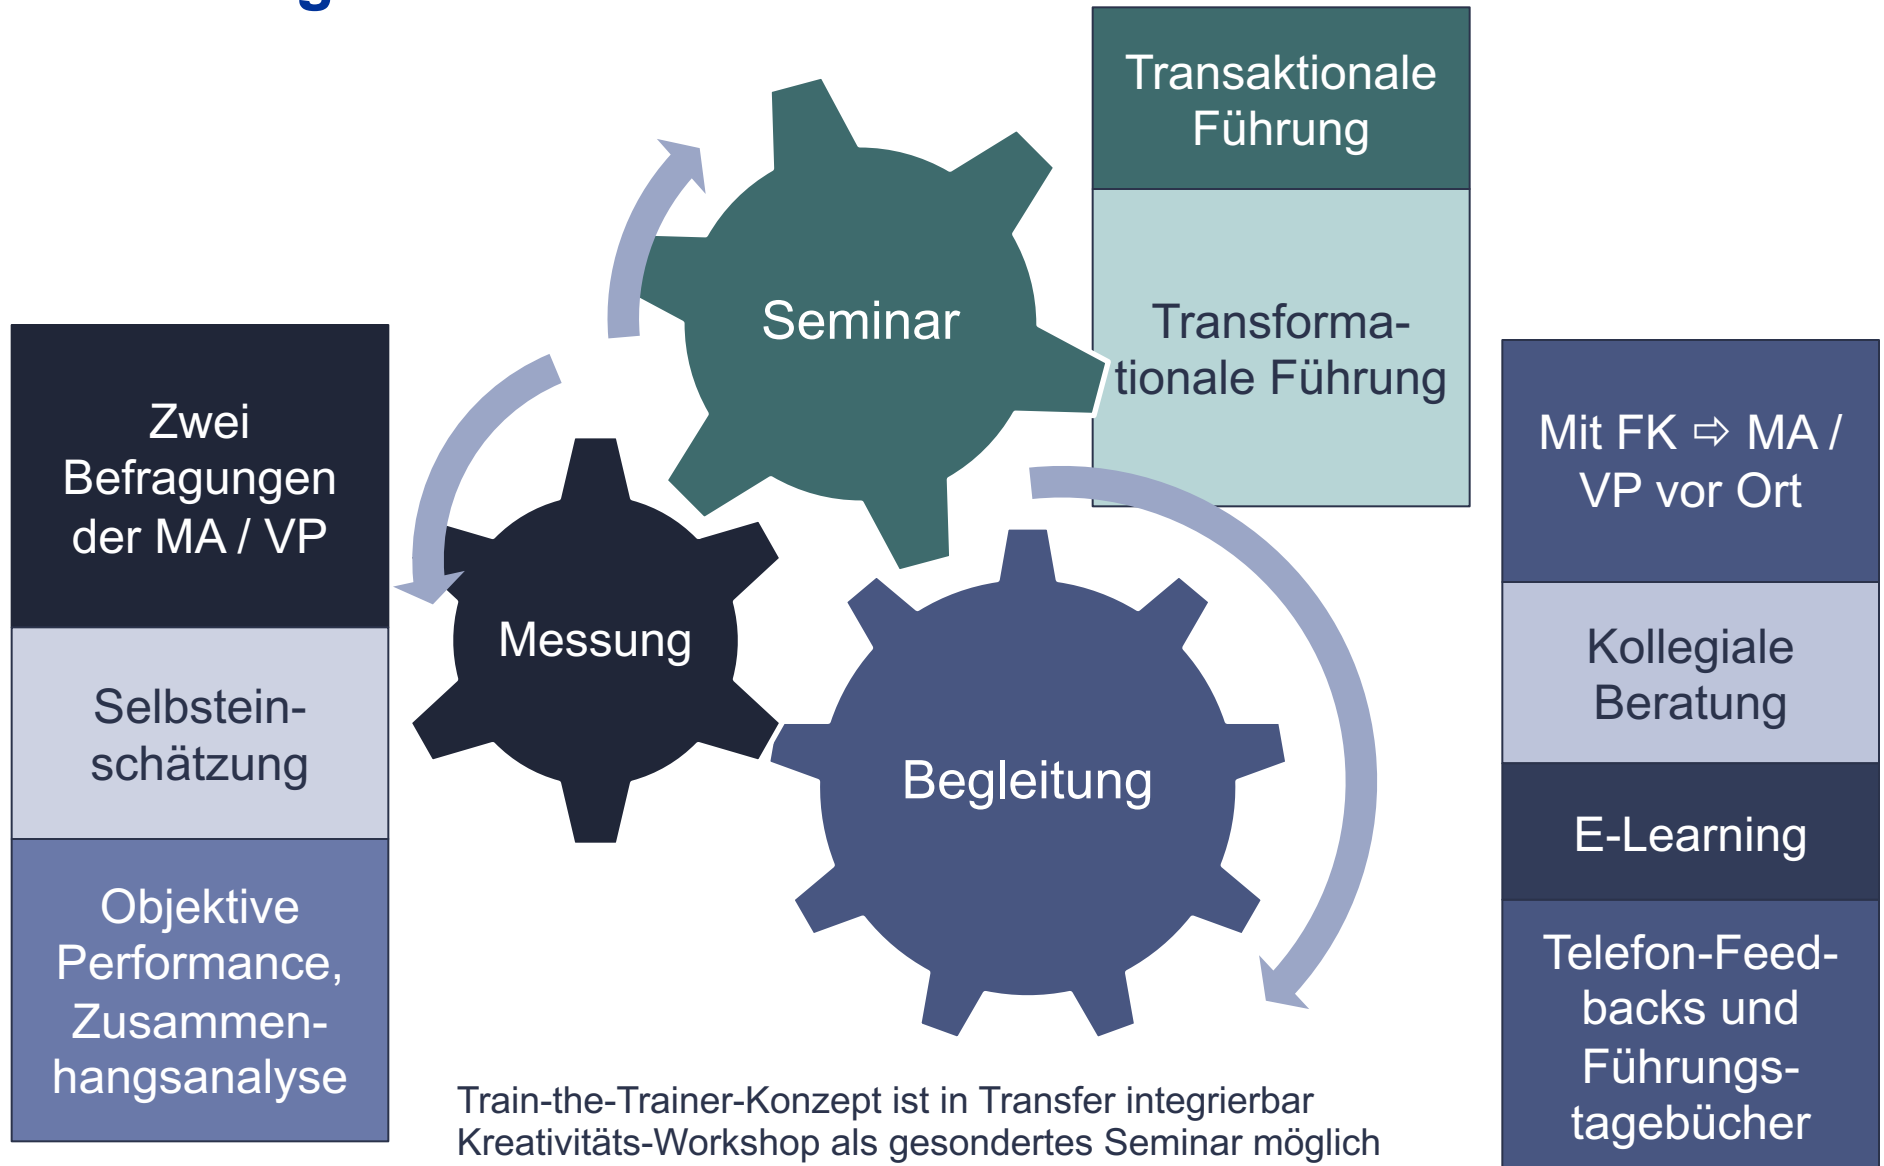 Transaktionale
Führung
Transforma-
tionale Führung
Seminar
Zwei
Befragungen
der MA / VP
Selbstein-
schätzung
Objektive
Performance,
Zusammen-
hangsanalyse
Messung
Begleitung
Mit FK ⇨ MA /
VP vor Ort
Kollegiale
Beratung
E-Learning
Telefon-Feed-
backs und
Führungs-
tagebücher
Train-the-Trainer-Konzept ist in Transfer integrierbar
Kreativitäts-Workshop als gesondertes Seminar möglich